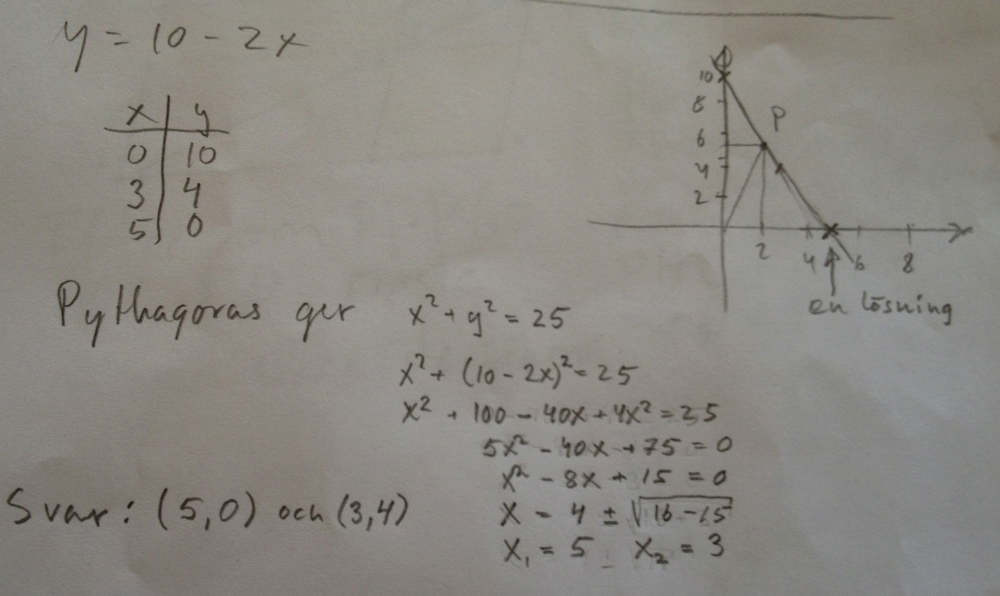 y = 10 - 2x
x y
0 10
3 4
5 0
10
8
6
4
2
P
2 4 6 8
en lösning
Pythagoras ger x² + y² = 25
x² + (10 - 2x)² = 25
x² + 100 - 40x + 4x² = 25
5x² - 40x + 75 = 0
x² - 8x + 15 = 0
x = 4 ± √16 - 15
x₁ = 5 x₂ = 3
Svar: (5,0) och (3,4)